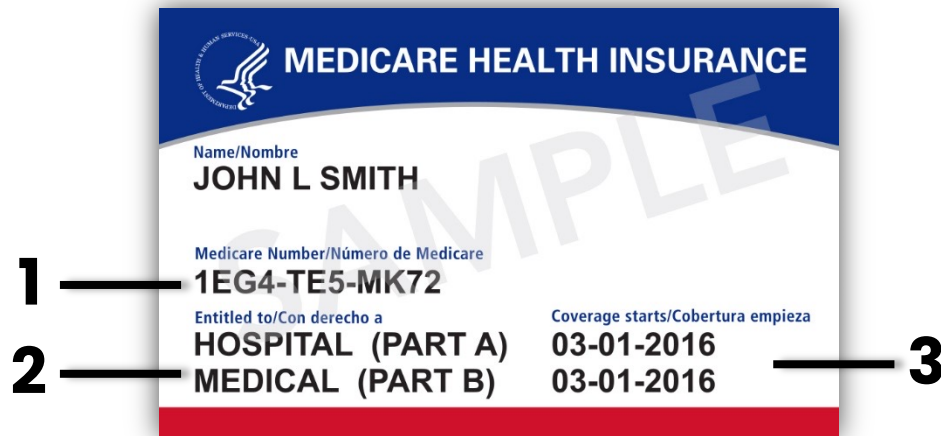 MEDICARE HEALTH INSURANCE
Name/Nombre
JOHN L SMITH
SAMPLE
Medicare Number/Número de Medicare
1
1EG4-TE5-MK72
Entitled to/Con derecho a
Coverage starts/Cobertura empieza
HOSPITAL (PART A)
03-01-2016
2
MEDICAL (PART B)
03-01-2016
3